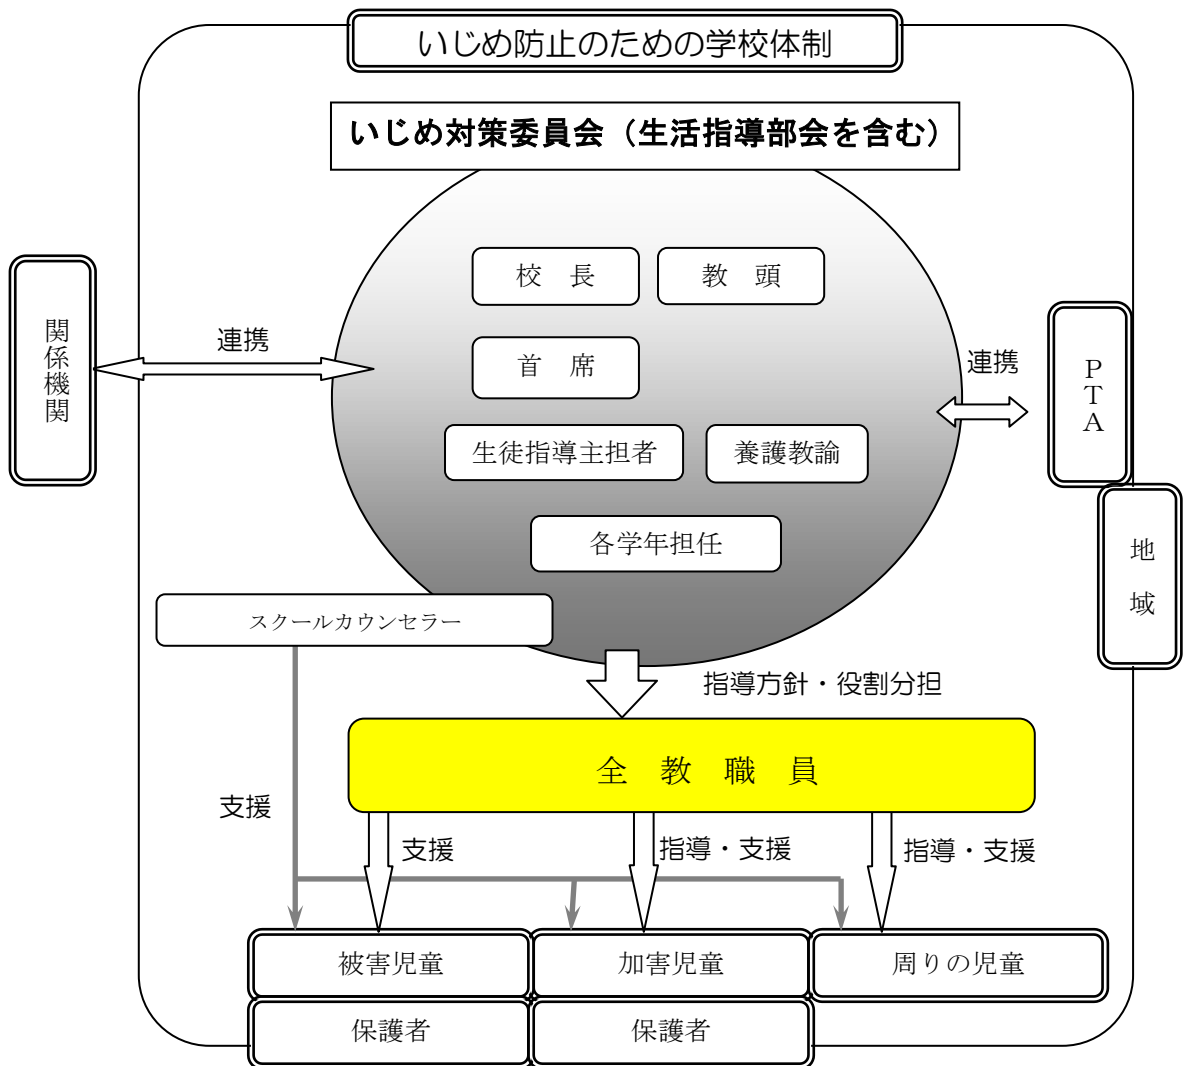 いじめ防止のための学校体制
いじめ対策委員会（生活指導部会を含む）
校　長
教　頭
関係機関
連携
首　席
連携
PTA
生徒指導主担者
養護教諭
各学年担任
地　域
スクールカウンセラー
指導方針・役割分担
全　教　職　員
支援
支援
指導・支援
指導・支援
被害児童
加害児童
周りの児童
保護者
保護者